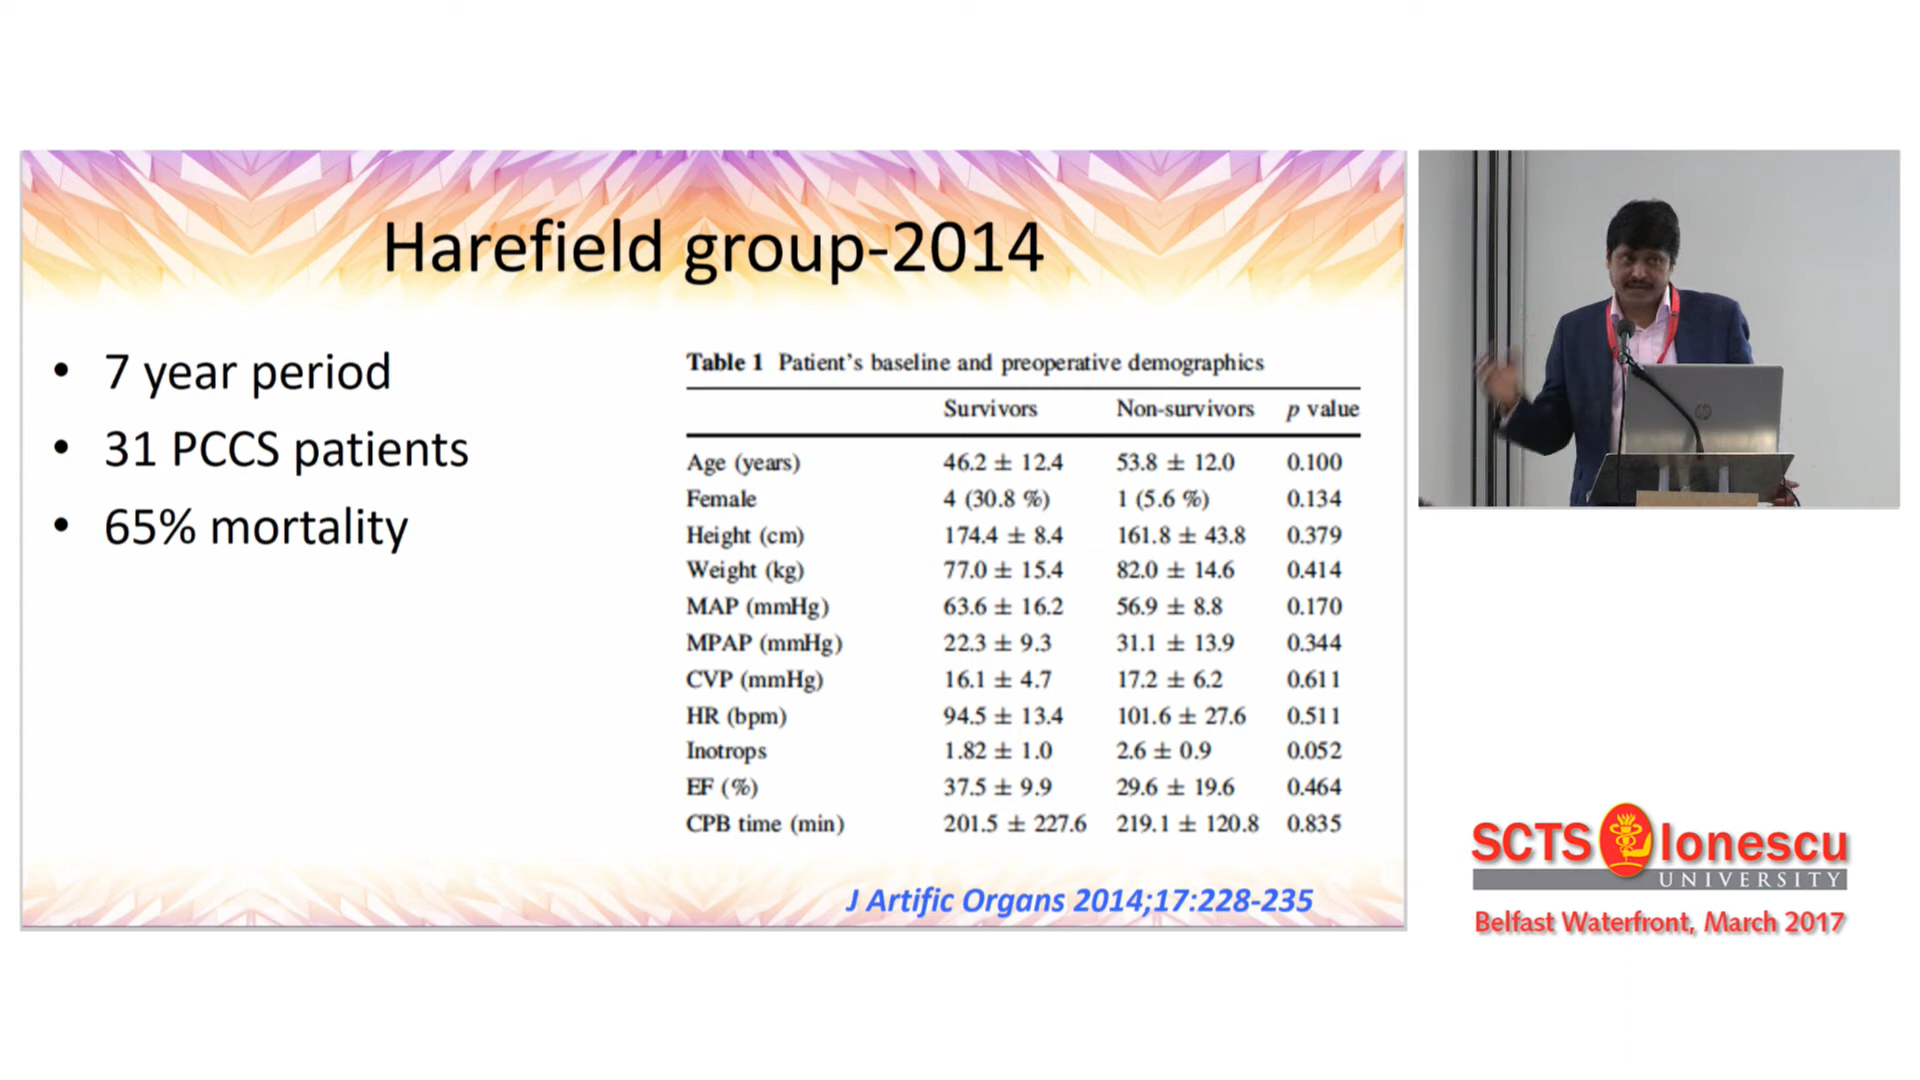 Harefield group-2014
• 7 year period
• 31 PCCS patients
• 65% mortality
Table 1 Patient's baseline and preoperative demographics
Survivors Non-survivors p value
Age (years) 46.2 ± 12.4 53.8 ± 12.0 0.100
Female 4 (30.8 %) 1 (5.6 %) 0.134
Height (cm) 174.4 ± 8.4 161.8 ± 43.8 0.379
Weight (kg) 77.0 ± 15.4 82.0 ± 14.6 0.414
MAP (mmHg) 63.6 ± 16.2 56.9 ± 8.8 0.170
MPAP (mmHg) 22.3 ± 9.3 31.1 ± 13.9 0.344
CVP (mmHg) 16.1 ± 4.7 17.2 ± 6.2 0.611
HR (bpm) 94.5 ± 13.4 101.6 ± 27.6 0.511
Inotrops 1.82 ± 1.0 2.6 ± 0.9 0.052
EF (%) 37.5 ± 9.9 29.6 ± 19.6 0.464
CPB time (min) 201.5 ± 227.6 219.1 ± 120.8 0.835
J Artific Organs 2014;17:228-235
hp
SCTS Ionescu
UNIVERSITY
Belfast Waterfront, March 2017